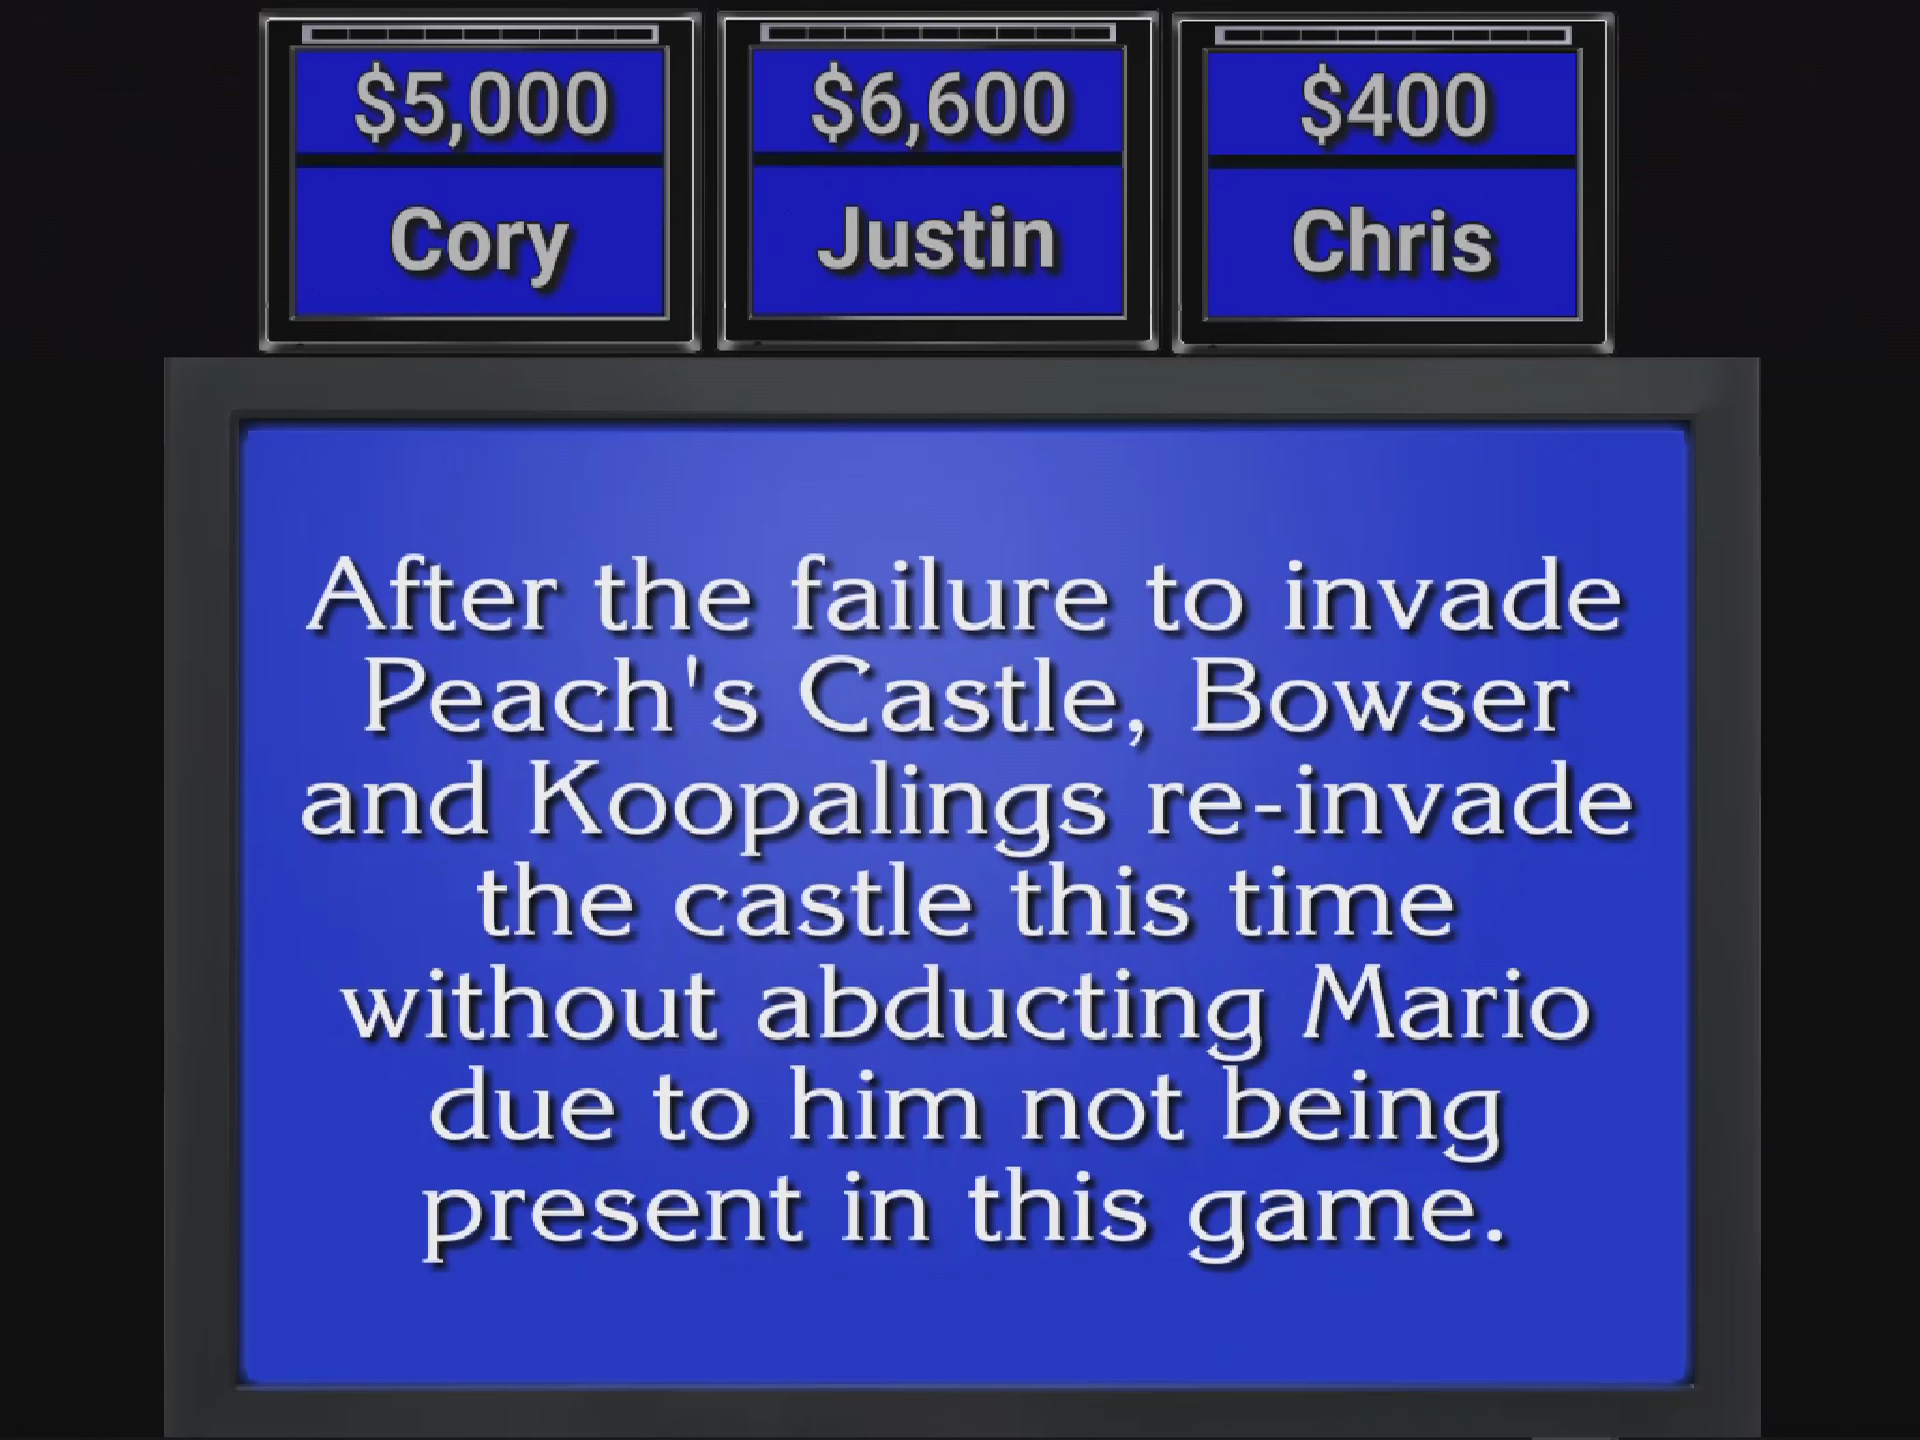 $5,000
$6,600
$400
Cory
Justin
Chris
After the failure to invade
Peach's Castle, Bowser
and Koopalings re-invade
the castle this time
without abducting Mario
due to him not being
present in this game.